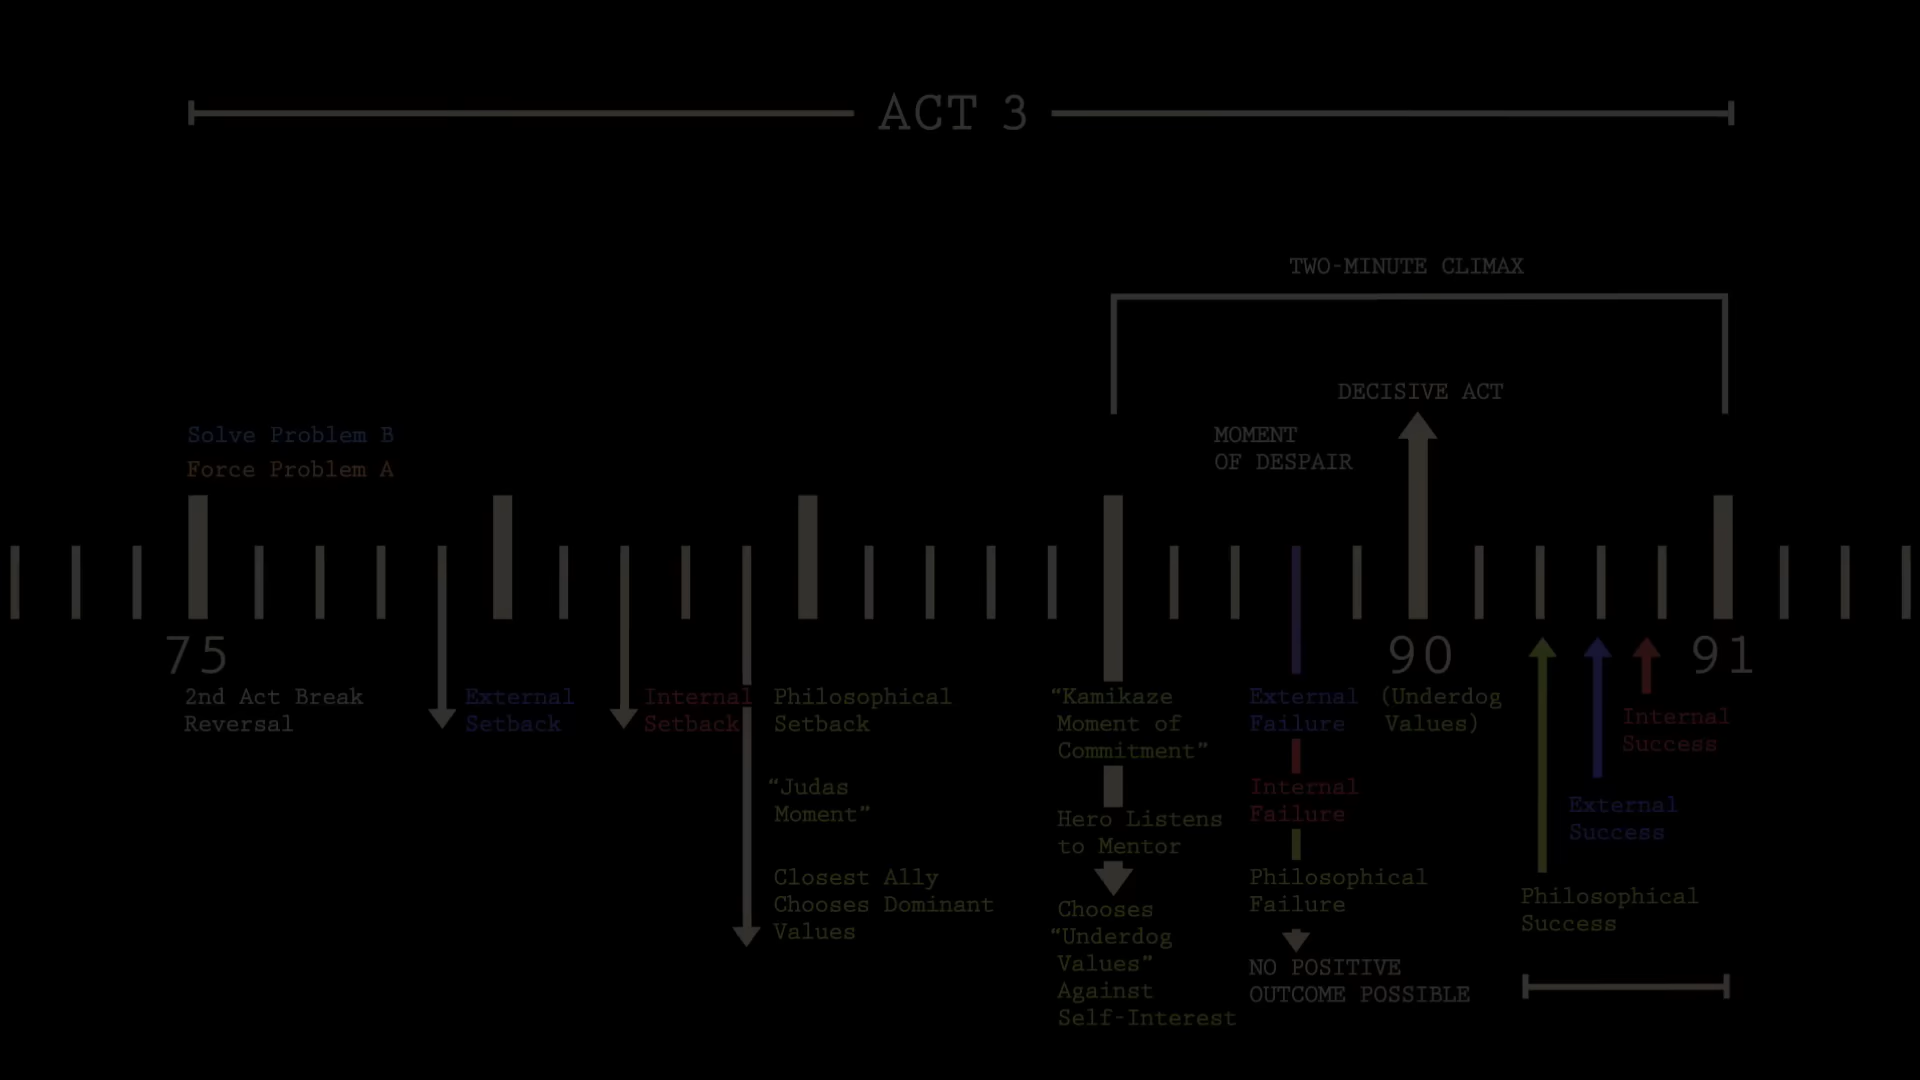 ACT 3
TWO-MINUTE CLIMAX
DECISIVE ACT
MOMENT
OF DESPAIR
Solve Problem B
Force Problem A
75
90
91
2nd Act Break
Reversal
External
Setback
Internal
Setback
Philosophical
Setback
“Judas
Moment”
Closest Ally
Chooses Dominant
Values
“Kamikaze
Moment of
Commitment”
Hero Listens
to Mentor
Chooses
“Underdog
Values”
Against
Self-Interest
External
Failure
Internal
Failure
Philosophical
Failure
NO POSITIVE
OUTCOME POSSIBLE
(Underdog
Values)
Philosophical
Success
External
Success
Internal
Success